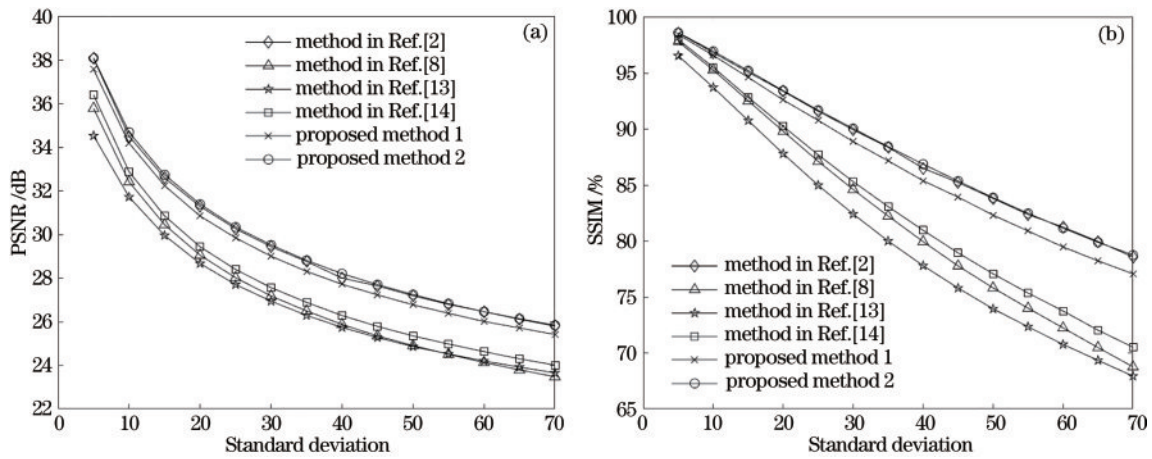 (a)
40
38
36
34
32
30
28
26
24
22
PSNR /dB
method in Ref.[2]
method in Ref.[8]
method in Ref.[13]
method in Ref.[14]
proposed method 1
proposed method 2
0 10 20 30 40 50 60 70
Standard deviation
(b)
100
95
90
85
80
75
70
65
SSIM /%
method in Ref.[2]
method in Ref.[8]
method in Ref.[13]
method in Ref.[14]
proposed method 1
proposed method 2
0 10 20 30 40 50 60 70
Standard deviation